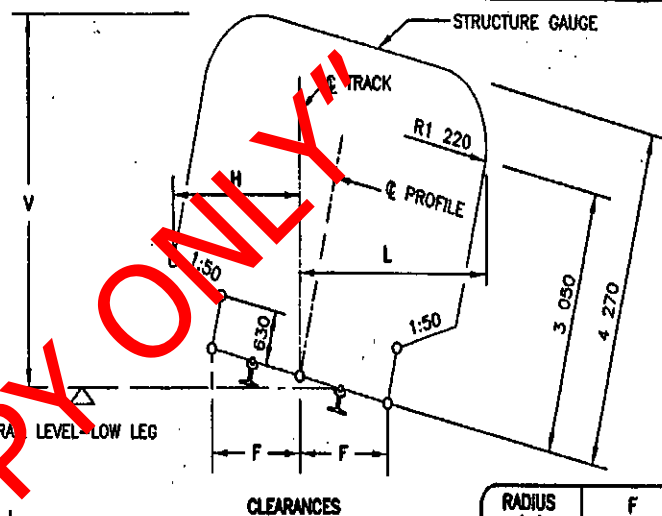 STRUCTURE GAUGE
℄ TRACK
R1 220
H
℄ PROFILE
V
L
1:50
1:50
630
3 050
4 270
LEVEL-LOW LEG
F
F
CLEARANCES
RADIUS
F
PY ONLY"